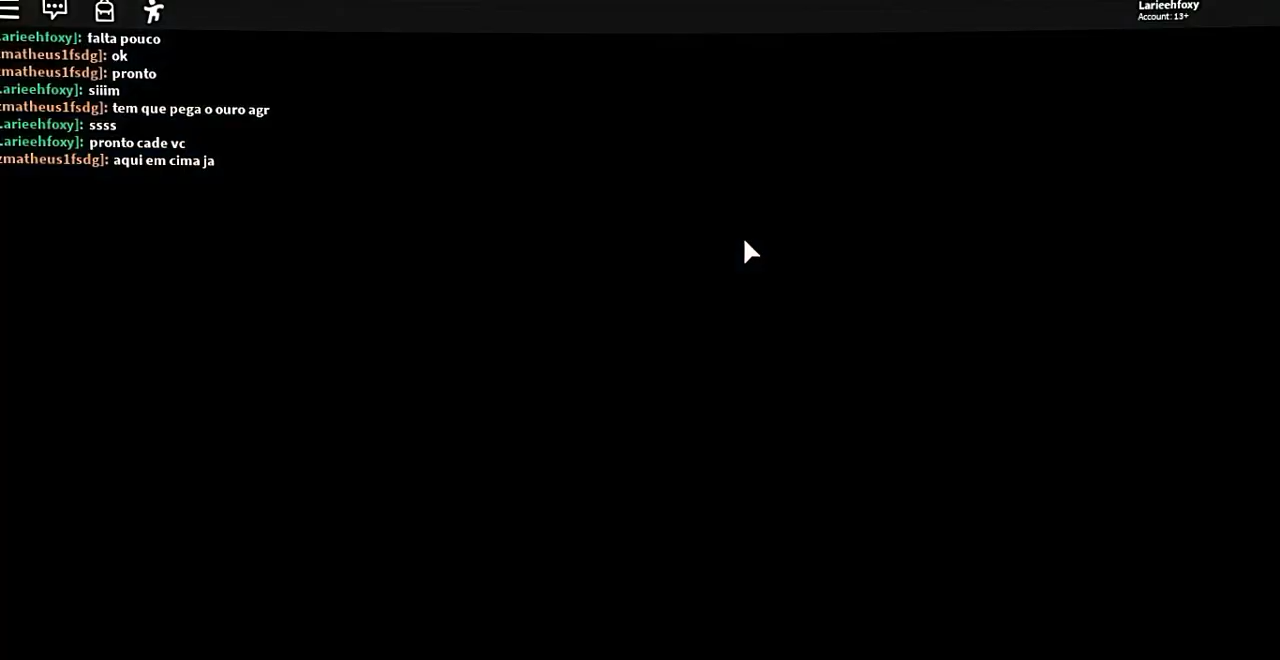 Larieehfoxy
Account: 13+
.arieehfoxy]: falta pouco
matheus1fsdg]: ok
matheus1fsdg]: pronto
.arieehfoxy]: siiim
matheus1fsdg]: tem que pega o ouro agr
.arieehfoxy]: ssss
.arieehfoxy]: pronto cade vc
zmatheus1fsdg]: aqui em cima ja